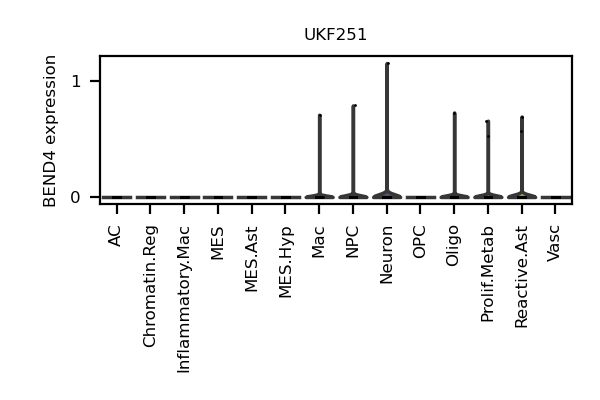 UKF251
BEND4 expression
1
0
AC
Chromatin.Reg
Inflammatory.Mac
MES
MES.Ast
MES.Hyp
Mac
NPC
Neuron
OPC
Oligo
Prolif.Metab
Reactive.Ast
Vasc